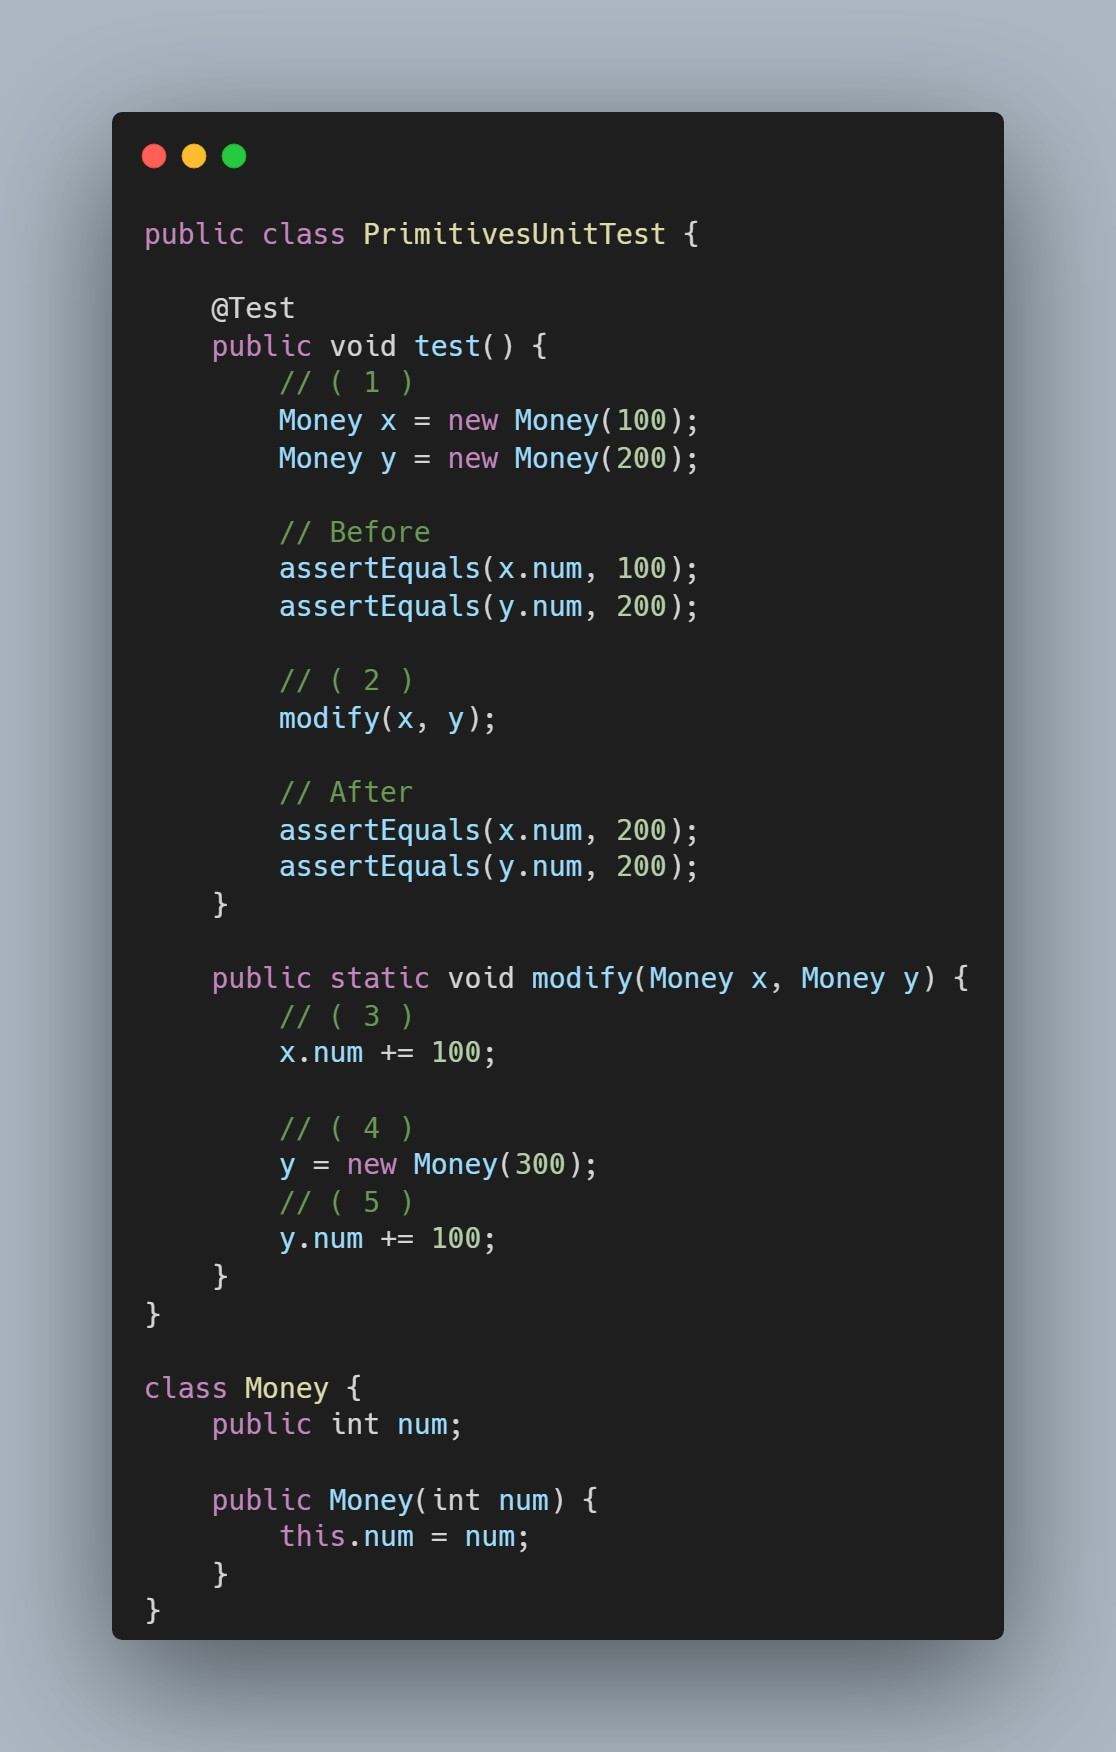 public class PrimitivesUnitTest {
    @Test
    public void test() {
        // ( 1 )
        Money x = new Money(100);
        Money y = new Money(200);
        // Before
        assertEquals(x.num, 100);
        assertEquals(y.num, 200);
        // ( 2 )
        modify(x, y);
        // After
        assertEquals(x.num, 200);
        assertEquals(y.num, 200);
    }
    public static void modify(Money x, Money y) {
        // ( 3 )
        x.num += 100;
        // ( 4 )
        y = new Money(300);
        // ( 5 )
        y.num += 100;
    }
}
class Money {
    public int num;
    public Money(int num) {
        this.num = num;
    }
}